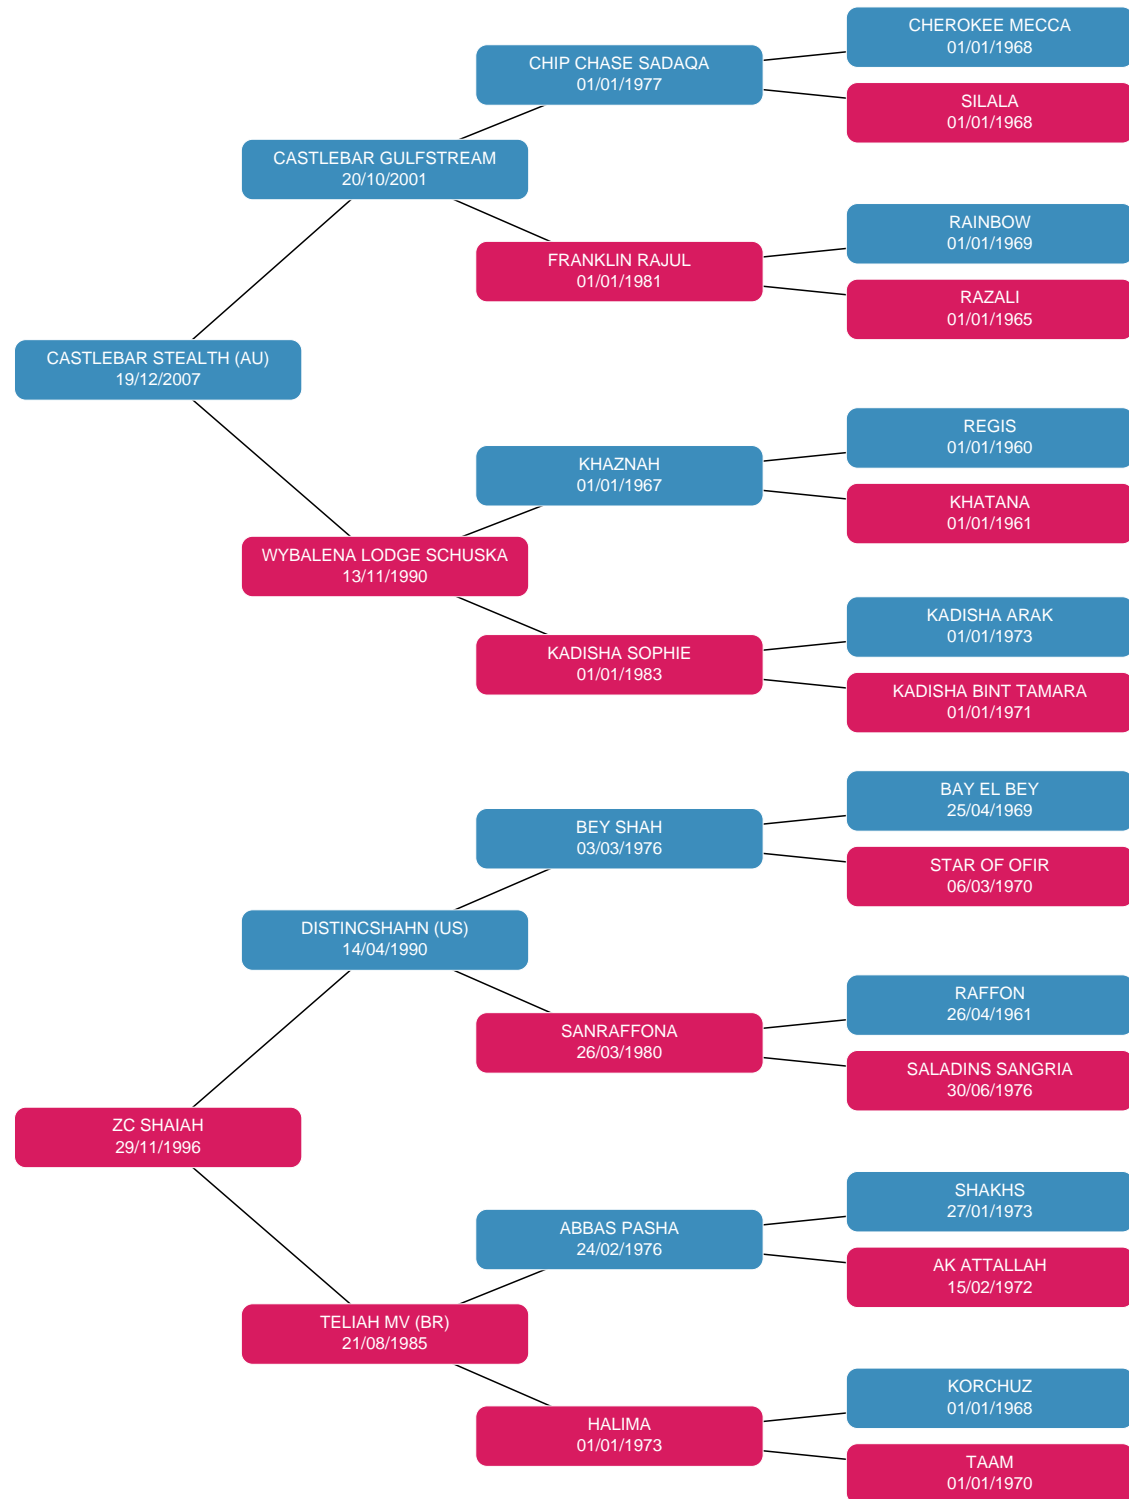 CHEROKEE MECCA
01/01/1968
CHIP CHASE SADAQA
01/01/1977
SILALA
01/01/1968
CASTLEBAR GULFSTREAM
20/10/2001
RAINBOW
01/01/1969
FRANKLIN RAJUL
01/01/1981
RAZALI
01/01/1965
CASTLEBAR STEALTH (AU)
19/12/2007
REGIS
01/01/1960
KHAZNAH
01/01/1967
KHATANA
01/01/1961
WYBALENA LODGE SCHUSKA
13/11/1990
KADISHA ARAK
01/01/1973
KADISHA SOPHIE
01/01/1983
KADISHA BINT TAMARA
01/01/1971
BAY EL BEY
25/04/1969
BEY SHAH
03/03/1976
STAR OF OFIR
06/03/1970
DISTINCSHAHN (US)
14/04/1990
RAFFON
26/04/1961
SANRAFFONA
26/03/1980
SALADINS SANGRIA
30/06/1976
ZC SHAIAH
29/11/1996
SHAKHS
27/01/1973
ABBAS PASHA
24/02/1976
AK ATTALLAH
15/02/1972
TELIAH MV (BR)
21/08/1985
KORCHUZ
01/01/1968
HALIMA
01/01/1973
TAAM
01/01/1970